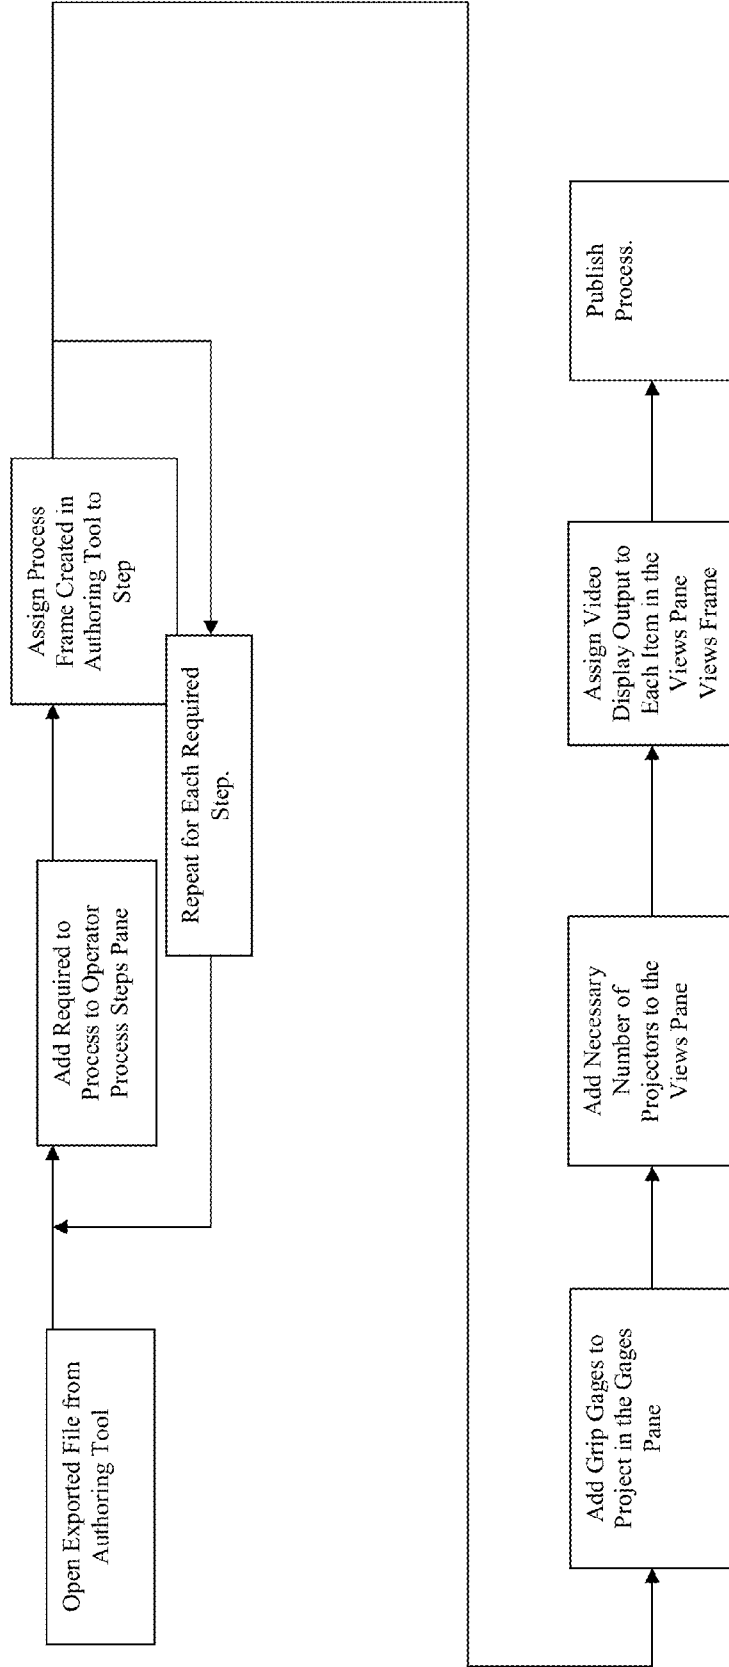 Open Exported File from
Authoring Tool
Add Required to
Process to Operator
Process Steps Pane
Assign Process
Frame Created in
Authoring Tool to
Step
Repeat for Each Required
Step.
Add Grip Gages to
Project in the Gages
Pane
Add Necessary
Number of
Projectors to the
Views Pane
Assign Video
Display Output to
Each Item in the
Views Pane
Views Frame
Publish
Process.